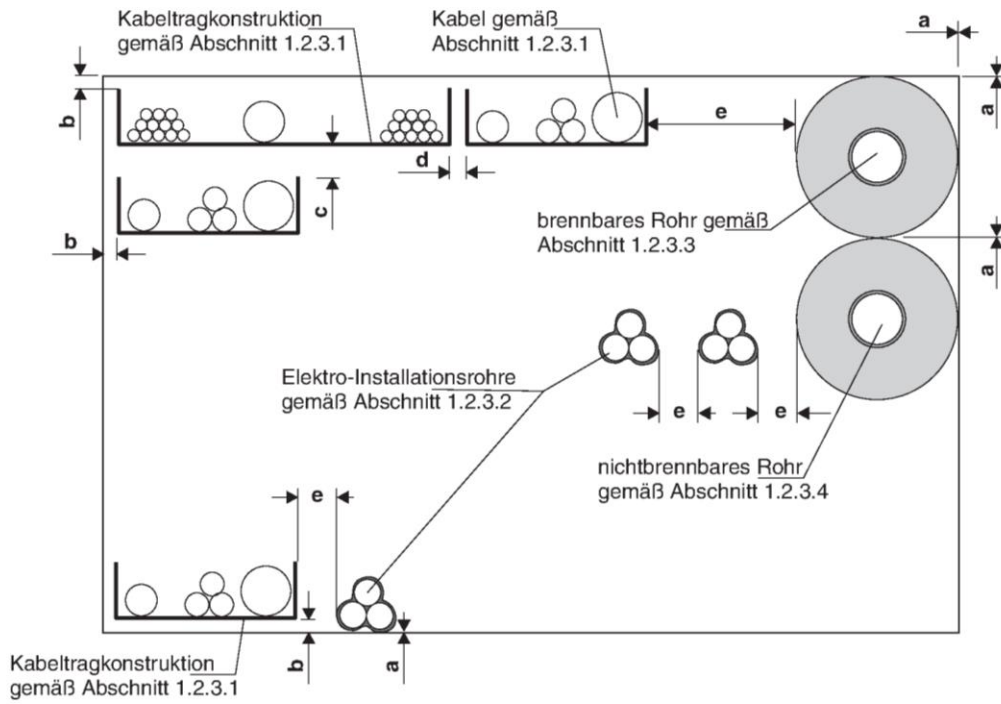 Kabeltragkonstruktion
gemäß Abschnitt 1.2.3.1
Kabel gemäß
Abschnitt 1.2.3.1
a
b
e
a
d
c
brennbares Rohr gemäß
Abschnitt 1.2.3.3
b
a
Elektro-Installationsrohre
gemäß Abschnitt 1.2.3.2
e
e
nichtbrennbares Rohr
gemäß Abschnitt 1.2.3.4
e
b
a
Kabeltragkonstruktion
gemäß Abschnitt 1.2.3.1